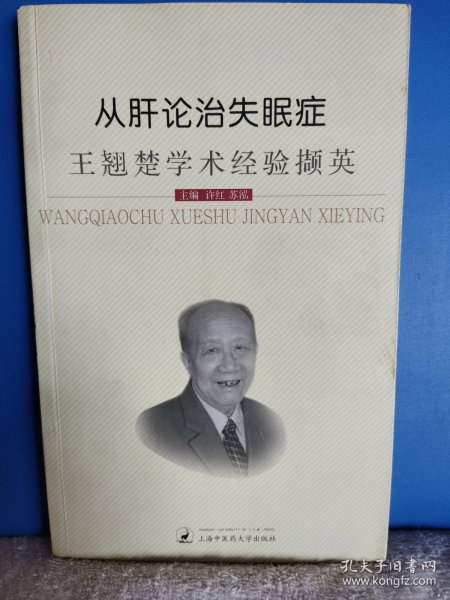 从肝论治失眠症
王翘楚学术经验撷英
主编 许红 苏泓
WANGQIAOCHU XUESHU JINGYAN XIEYING
上海中医药大学出版社
孔夫子旧书网
www.kongfz.com